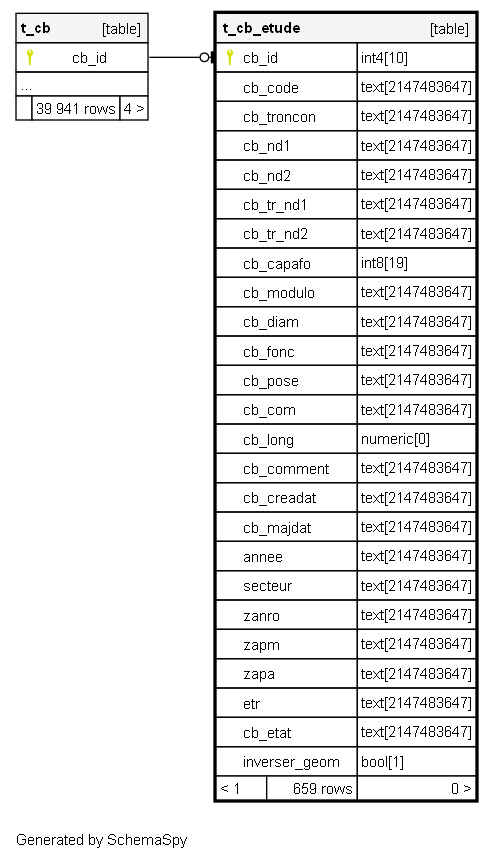 t_cb [table]
cb_id
...
39 941 rows 4 >
t_cb_etude [table]
cb_id int4[10]
cb_code text[2147483647]
cb_troncon text[2147483647]
cb_nd1 text[2147483647]
cb_nd2 text[2147483647]
cb_tr_nd1 text[2147483647]
cb_tr_nd2 text[2147483647]
cb_capafo int8[19]
cb_modulo text[2147483647]
cb_diam text[2147483647]
cb_fonc text[2147483647]
cb_pose text[2147483647]
cb_com text[2147483647]
cb_long numeric[0]
cb_comment text[2147483647]
cb_creadat text[2147483647]
cb_majdat text[2147483647]
annee text[2147483647]
secteur text[2147483647]
zanro text[2147483647]
zapm text[2147483647]
zapa text[2147483647]
etr text[2147483647]
cb_etat text[2147483647]
inverser_geom bool[1]
< 1 659 rows 0 >
Generated by SchemaSpy